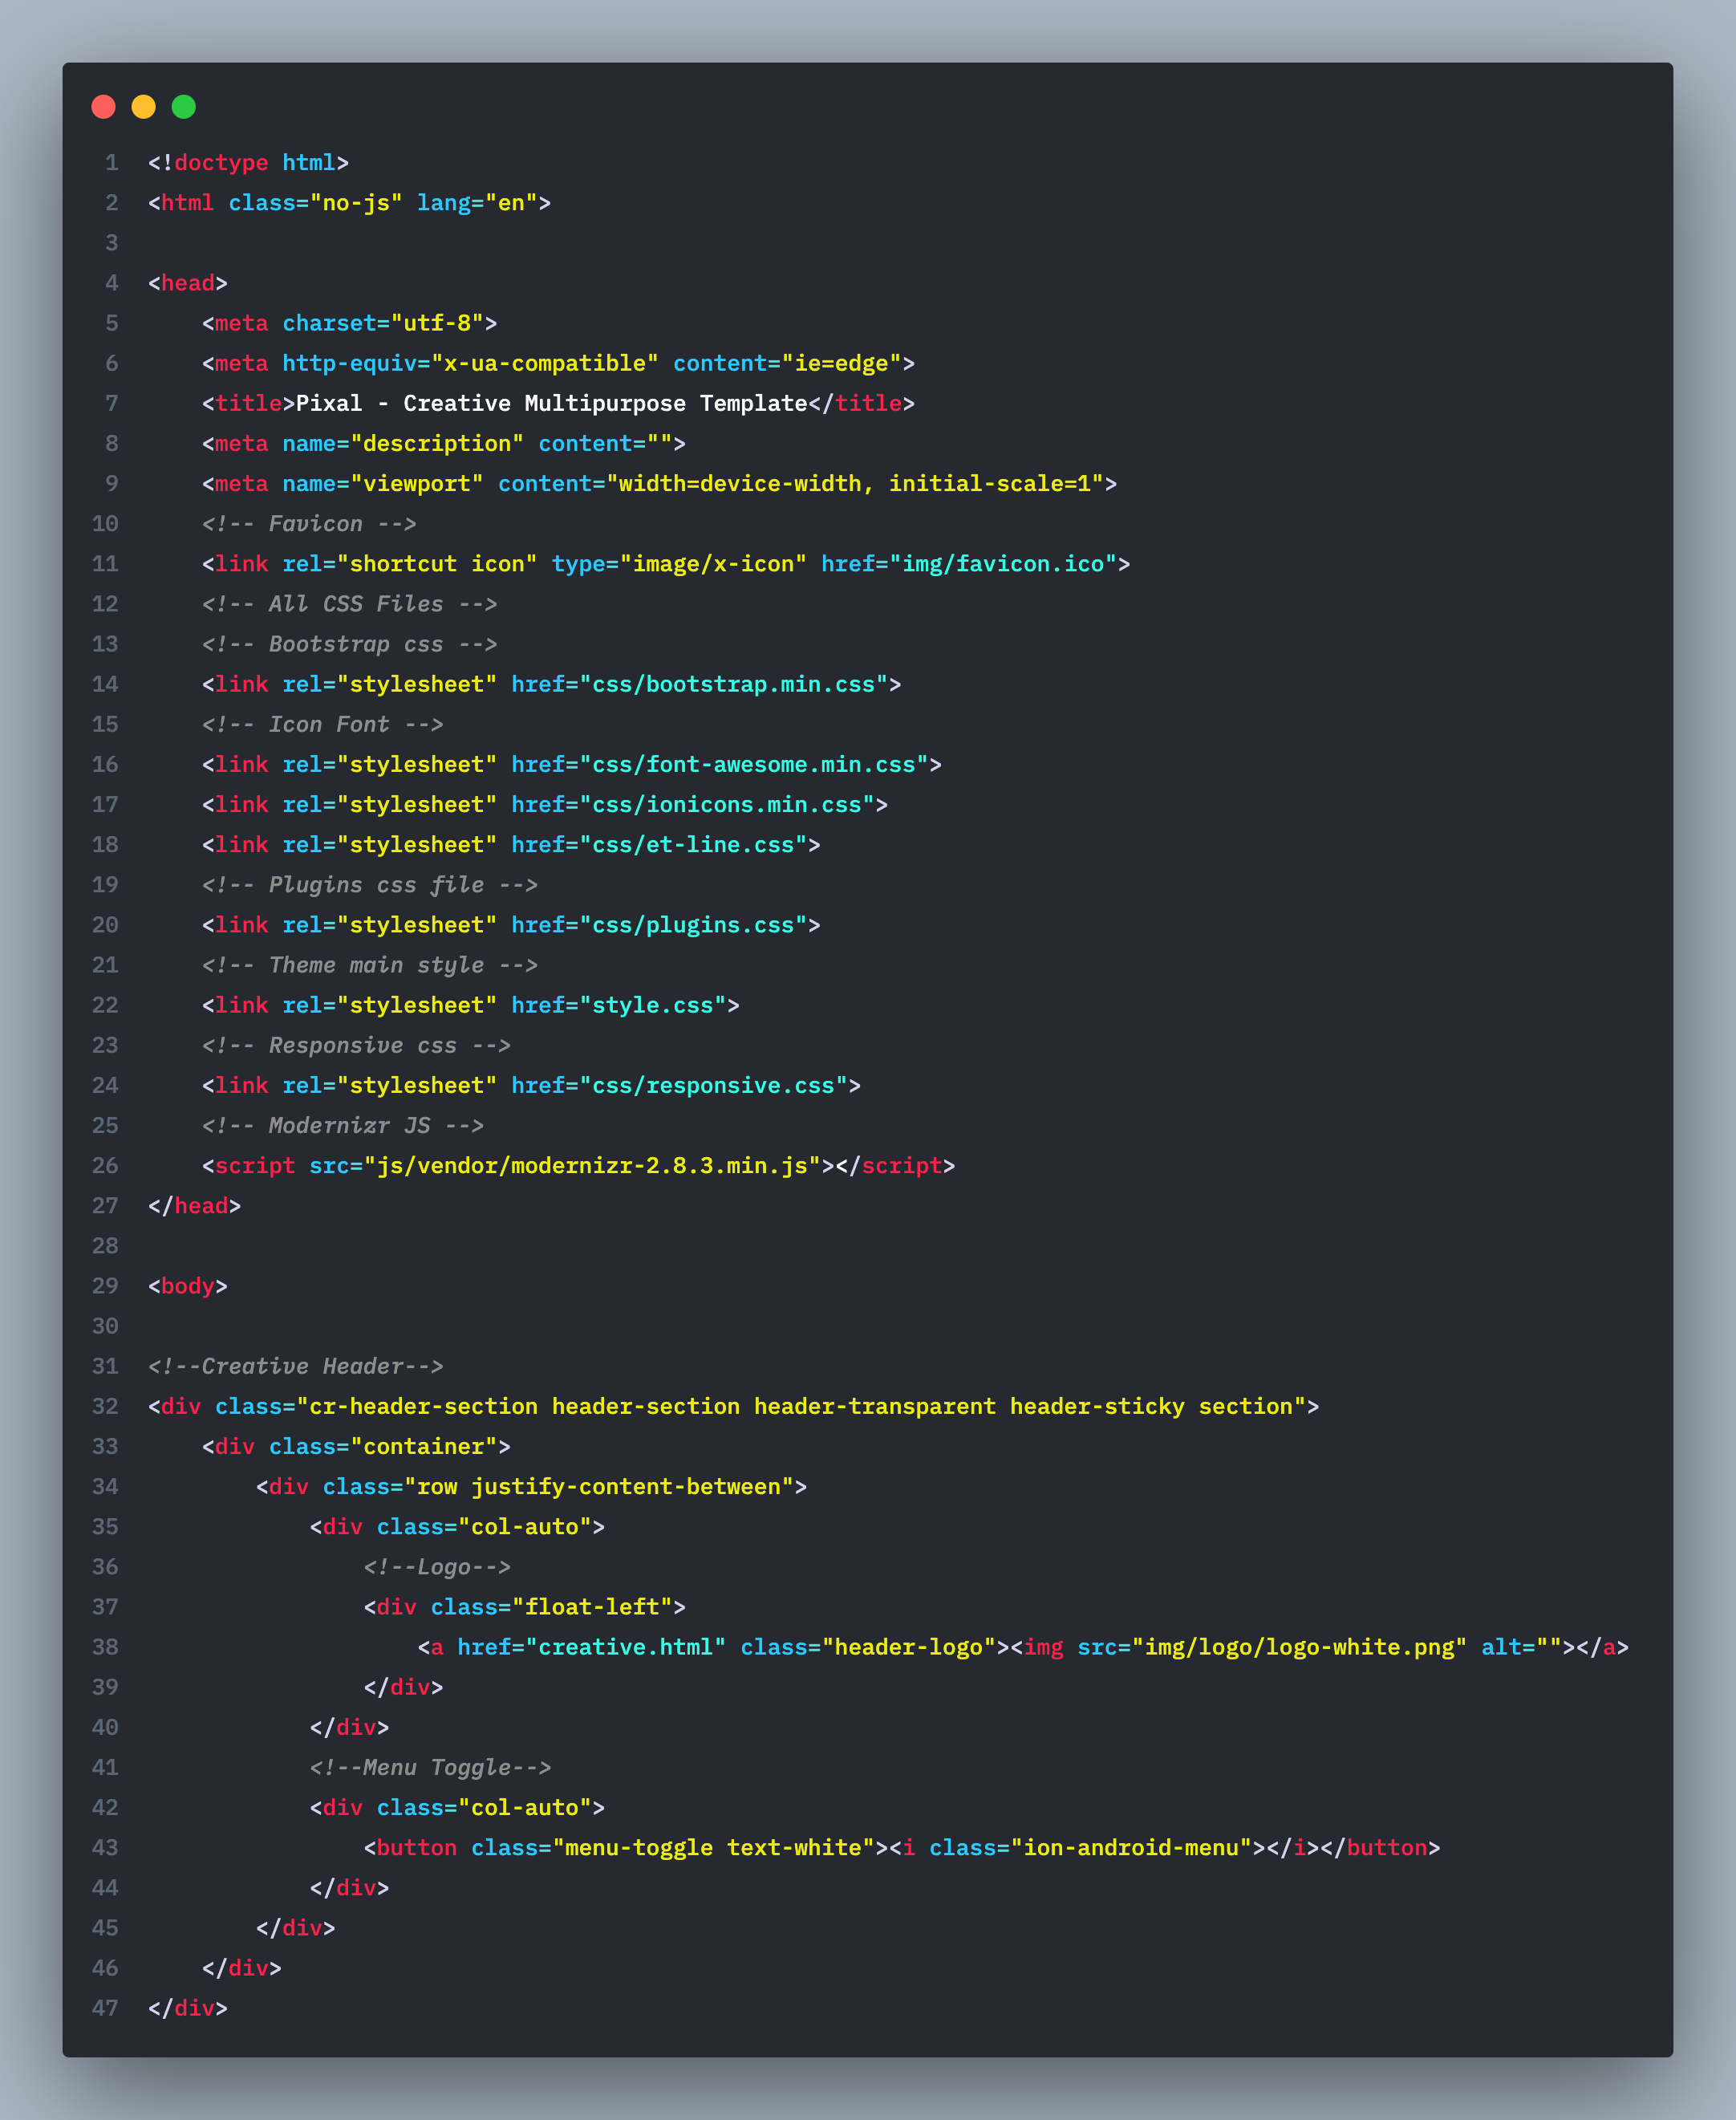 1 <!doctype html>
2 <html class="no-js" lang="en">
3
4 <head>
5     <meta charset="utf-8">
6     <meta http-equiv="x-ua-compatible" content="ie=edge">
7     <title>Pixal - Creative Multipurpose Template</title>
8     <meta name="description" content="">
9     <meta name="viewport" content="width=device-width, initial-scale=1">
10     <!-- Favicon -->
11     <link rel="shortcut icon" type="image/x-icon" href="img/favicon.ico">
12     <!-- All CSS Files -->
13     <!-- Bootstrap css -->
14     <link rel="stylesheet" href="css/bootstrap.min.css">
15     <!-- Icon Font -->
16     <link rel="stylesheet" href="css/font-awesome.min.css">
17     <link rel="stylesheet" href="css/ionicons.min.css">
18     <link rel="stylesheet" href="css/et-line.css">
19     <!-- Plugins css file -->
20     <link rel="stylesheet" href="css/plugins.css">
21     <!-- Theme main style -->
22     <link rel="stylesheet" href="style.css">
23     <!-- Responsive css -->
24     <link rel="stylesheet" href="css/responsive.css">
25     <!-- Modernizr JS -->
26     <script src="js/vendor/modernizr-2.8.3.min.js"></script>
27 </head>
28
29 <body>
30
31 <!--Creative Header-->
32 <div class="cr-header-section header-section header-transparent header-sticky section">
33     <div class="container">
34         <div class="row justify-content-between">
35             <div class="col-auto">
36                 <!--Logo-->
37                 <div class="float-left">
38                     <a href="creative.html" class="header-logo"><img src="img/logo/logo-white.png" alt=""></a>
39                 </div>
40             </div>
41             <!--Menu Toggle-->
42             <div class="col-auto">
43                 <button class="menu-toggle text-white"><i class="ion-android-menu"></i></button>
44             </div>
45         </div>
46     </div>
47 </div>